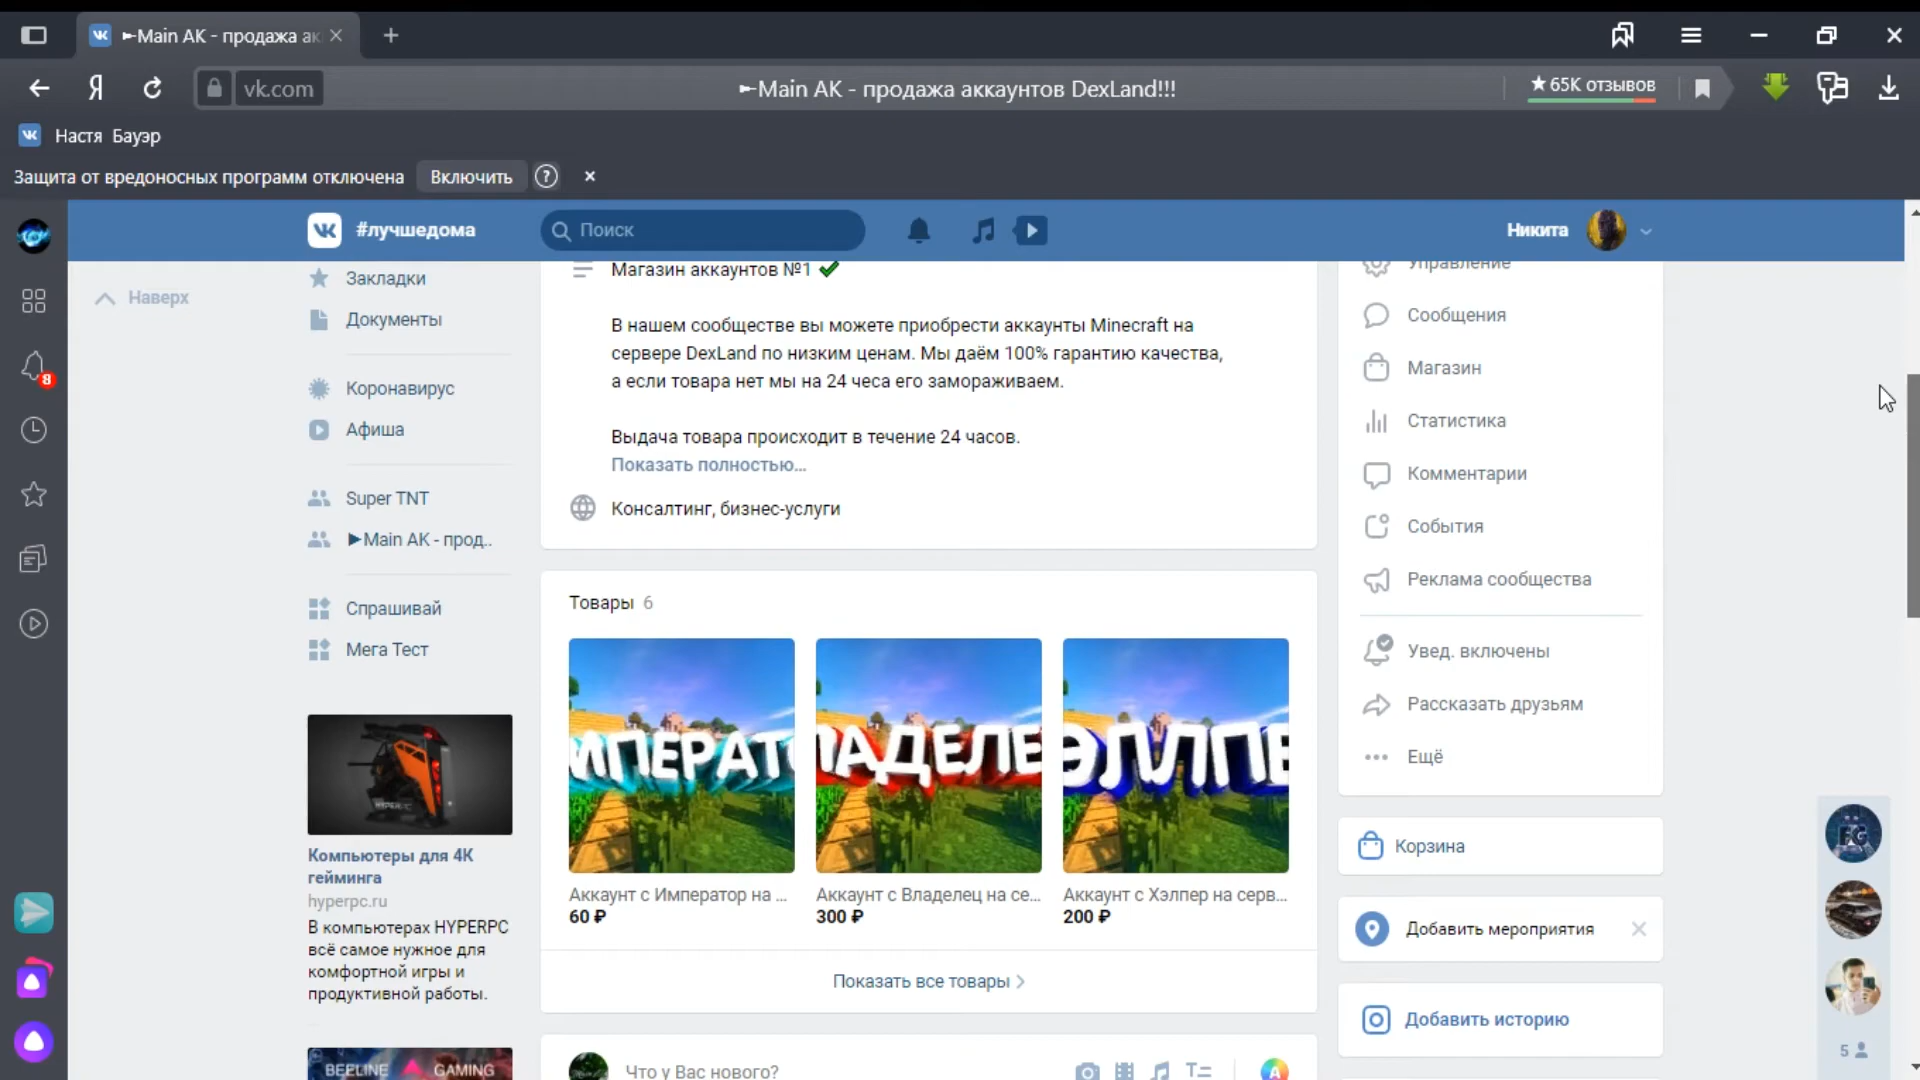 ►Main AK - продажа ак
vk.com
►Main AK - продажа аккаунтов DexLand!!!
★ 65K отзывов
Настя Бауэр
Защита от вредоносных программ отключена
Включить
#лучшедома
Поиск
Никита
Наверх
8
Закладки
Документы
Коронавирус
Афиша
Super TNT
►Main AK - прод..
Спрашивай
Мега Тест
HYPERPC
Компьютеры для 4К
гейминга
hyperpc.ru
В компьютерах HYPERPC
всё самое нужное для
комфортной игры и
продуктивной работы.
BEELINE GAMING
Магазин аккаунтов №1 ✔
В нашем сообществе вы можете приобрести аккаунты Minecraft на
сервере DexLand по низким ценам. Мы даём 100% гарантию качества,
а если товара нет мы на 24 чеса его замораживаем.
Выдача товара происходит в течение 24 часов.
Показать полностью...
Консалтинг, бизнес-услуги
Товары 6
ИМПЕРАТО
ЛАДЕЛЕ
ЭЛЛПЕ
Аккаунт с Император на ...
60 ₽
Аккаунт с Владелец на се...
300 ₽
Аккаунт с Хэлпер на серв...
200 ₽
Показать все товары
Что у Вас нового?
Управление
Сообщения
Магазин
Статистика
Комментарии
События
Реклама сообщества
Увед. включены
Рассказать друзьям
Ещё
Корзина
Добавить мероприятия
Добавить историю
5